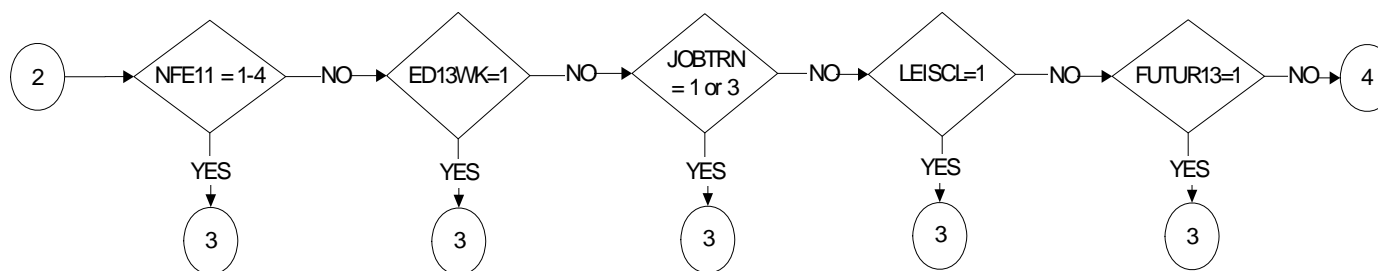 2
NFE11 = 1-4
NO
ED13WK=1
NO
JOBTRN
= 1 or 3
NO
LEISCL=1
NO
FUTUR13=1
NO
4
YES
YES
YES
YES
YES
3
3
3
3
3